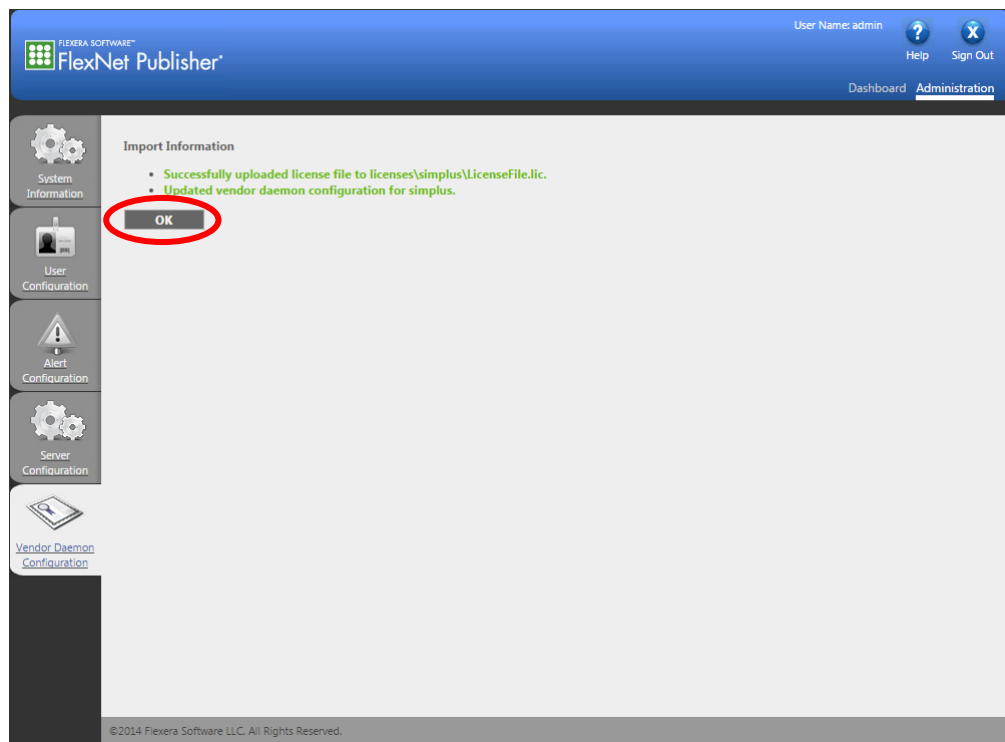 User Name: admin
FLEXERA SOFTWARE™
FlexNet Publisher®
?
X
Help
Sign Out
Dashboard
Administration
System
Information
User
Configuration
Alert
Configuration
Server
Configuration
Vendor Daemon
Configuration
Import Information
• Successfully uploaded license file to licenses\simplus\LicenseFile.lic.
• Updated vendor daemon configuration for simplus.
OK
©2014 Flexera Software LLC. All Rights Reserved.